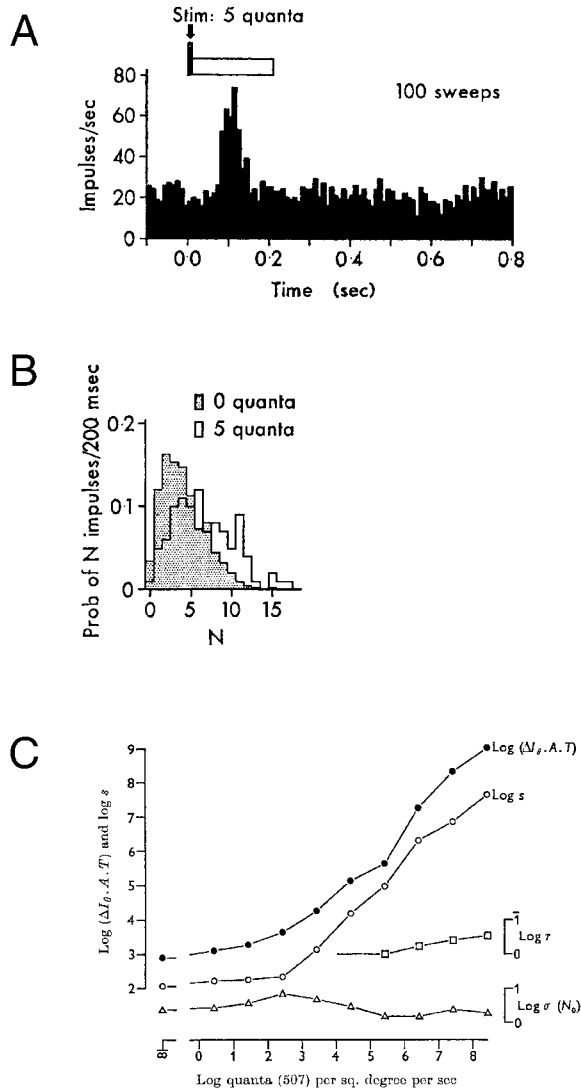 A
Stim: 5 quanta
100 sweeps
Impulses/sec
80
60
40
20
0
0·0 0·2 0·4 0·6 0·8
Time (sec)
B
0 quanta
5 quanta
Prob of N impulses/200 msec
0·2
0·1
0
0 5 10 15
N
C
Log (ΔIθ.A.T) and log s
9
8
7
6
5
4
3
2
Log (ΔIθ.A.T)
Log s
1̄
Log τ
0
1
Log σ (N₀)
0
0 1 2 3 4 5 6 7 8
Log quanta (507) per sq. degree per sec